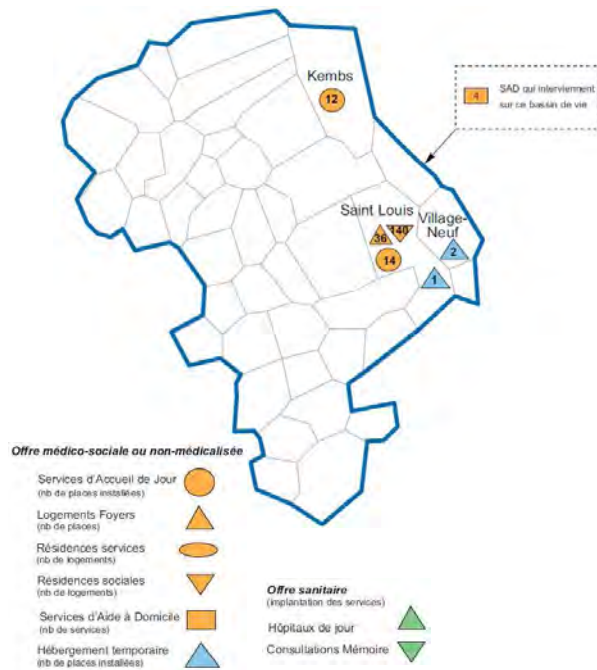 Kembs
12
4
SAD qui interviennent
sur ce bassin de vie
Saint Louis
Village-
Neuf
36
140
14
2
1
Offre médico-sociale ou non-médicalisée
Services d'Accueil de Jour
(nb de places installées)
Logements Foyers
(nb de places)
Résidences services
(nb de logements)
Résidences sociales
(nb de logements)
Services d'Aide à Domicile
(nb de services)
Hébergement temporaire
(nb de places installées)
Offre sanitaire
(implantation des services)
Hôpitaux de jour
Consultations Mémoire